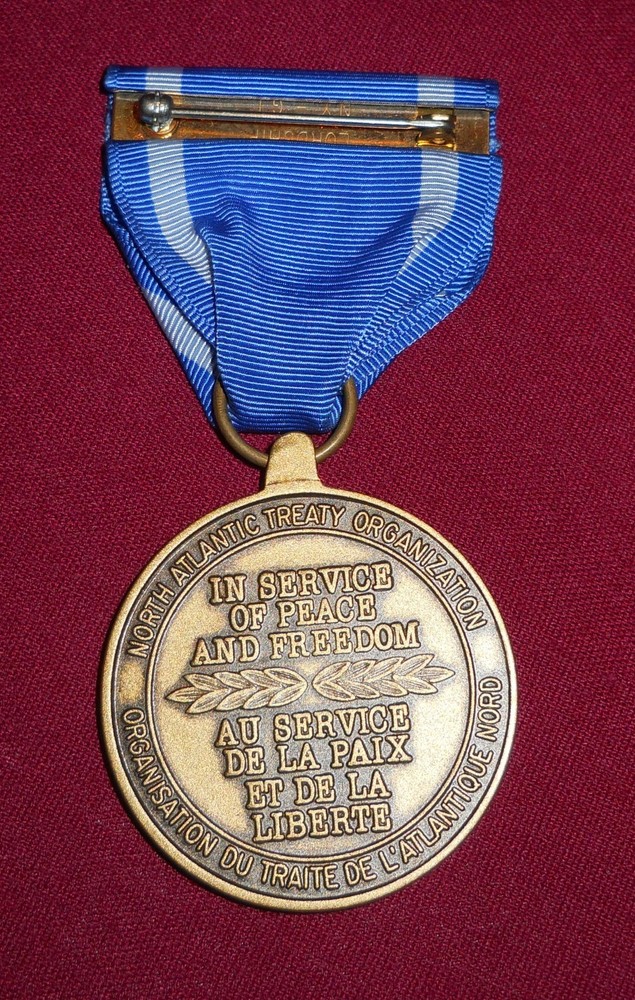 NORTH ATLANTIC TREATY ORGANIZATION
IN SERVICE
OF PEACE
AND FREEDOM
AU SERVICE
DE LA PAIX
ET DE LA
LIBERTE
ORGANISATION DU TRAITE DE L'ATLANTIQUE NORD